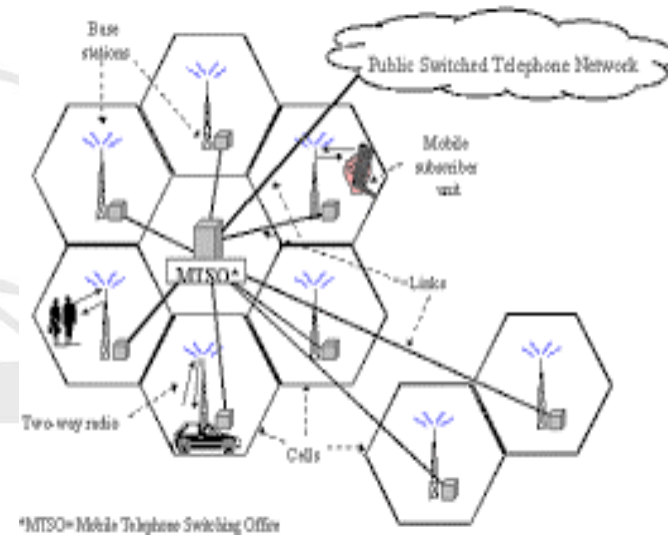 Base
stations
Public Switched Telephone Network
Mobile
subscriber
unit
MTSO*
Links
Two-way radio
Cells
*MTSO= Mobile Telephone Switching Office